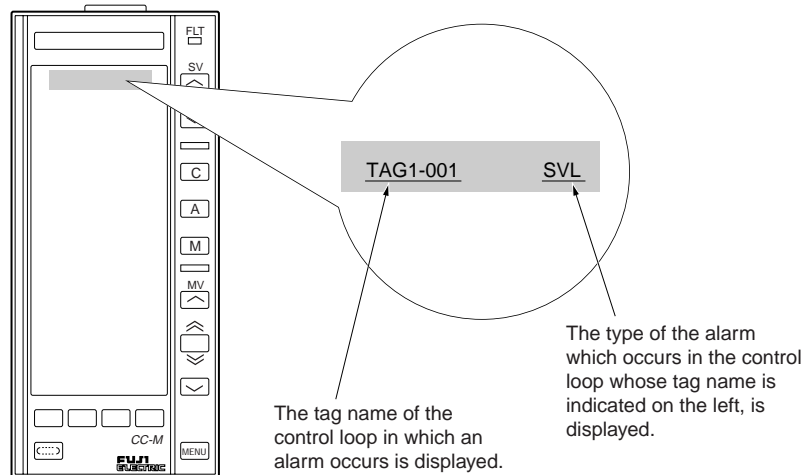 FLT
SV
C
A
M
MV
CC-M
FUJI
ELECTRIC
MENU
TAG1-001 SVL
The tag name of the
control loop in which an
alarm occurs is displayed.
The type of the alarm
which occurs in the control
loop whose tag name is
indicated on the left, is
displayed.